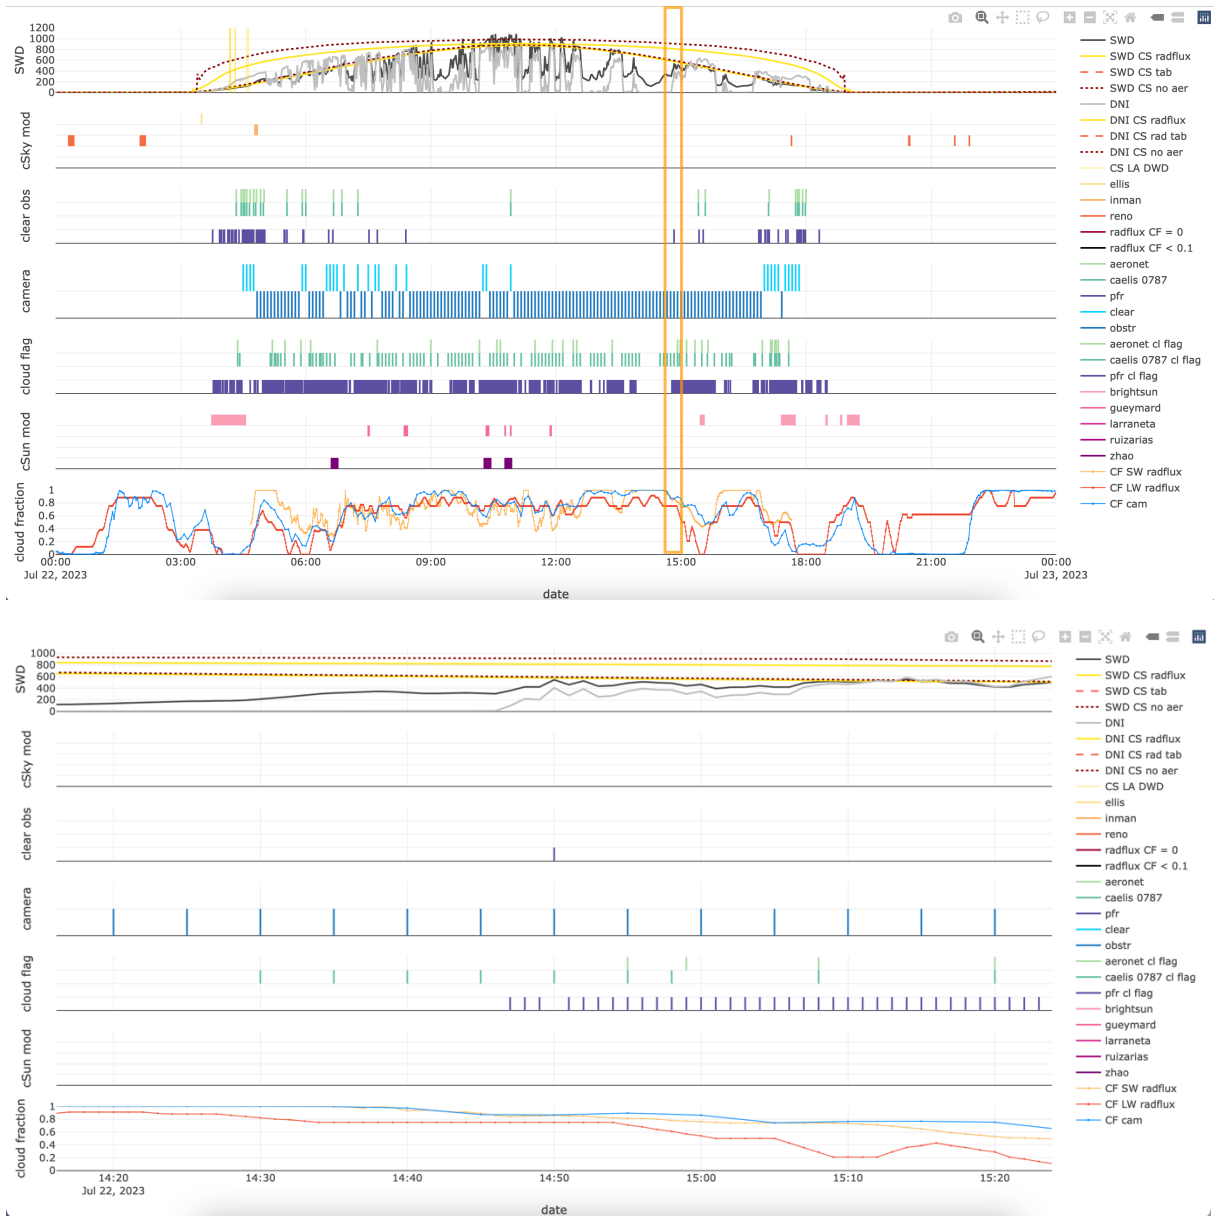 1200
1000
800
600
400
200
0
SWD
cSky mod
clear obs
camera
cloud flag
cSun mod
1
0.8
0.6
0.4
0.2
0
cloud fraction
00:00
Jul 22, 2023
03:00
06:00
09:00
12:00
15:00
18:00
21:00
00:00
Jul 23, 2023
date
SWD
SWD CS radflux
SWD CS tab
SWD CS no aer
DNI
DNI CS radflux
DNI CS rad tab
DNI CS no aer
CS LA DWD
ellis
inman
reno
radflux CF = 0
radflux CF < 0.1
aeronet
caelis 0787
pfr
clear
obstr
aeronet cl flag
caelis 0787 cl flag
pfr cl flag
brightsun
gueymard
larraneta
ruizarias
zhao
CF SW radflux
CF LW radflux
CF cam
1000
800
600
400
200
0
SWD
cSky mod
clear obs
camera
cloud flag
cSun mod
1
0.8
0.6
0.4
0.2
0
cloud fraction
14:20
Jul 22, 2023
14:30
14:40
14:50
15:00
15:10
15:20
date
SWD
SWD CS radflux
SWD CS tab
SWD CS no aer
DNI
DNI CS radflux
DNI CS rad tab
DNI CS no aer
CS LA DWD
ellis
inman
reno
radflux CF = 0
radflux CF < 0.1
aeronet
caelis 0787
pfr
clear
obstr
aeronet cl flag
caelis 0787 cl flag
pfr cl flag
brightsun
gueymard
larraneta
ruizarias
zhao
CF SW radflux
CF LW radflux
CF cam